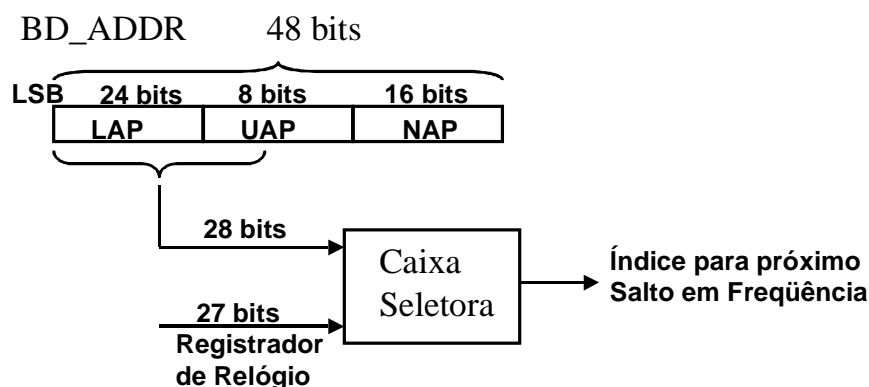 BD_ADDR 48 bits
LSB 24 bits 8 bits 16 bits
LAP UAP NAP
28 bits
Caixa
Seletora
Índice para próximo
Salto em Freqüência
27 bits
Registrador
de Relógio